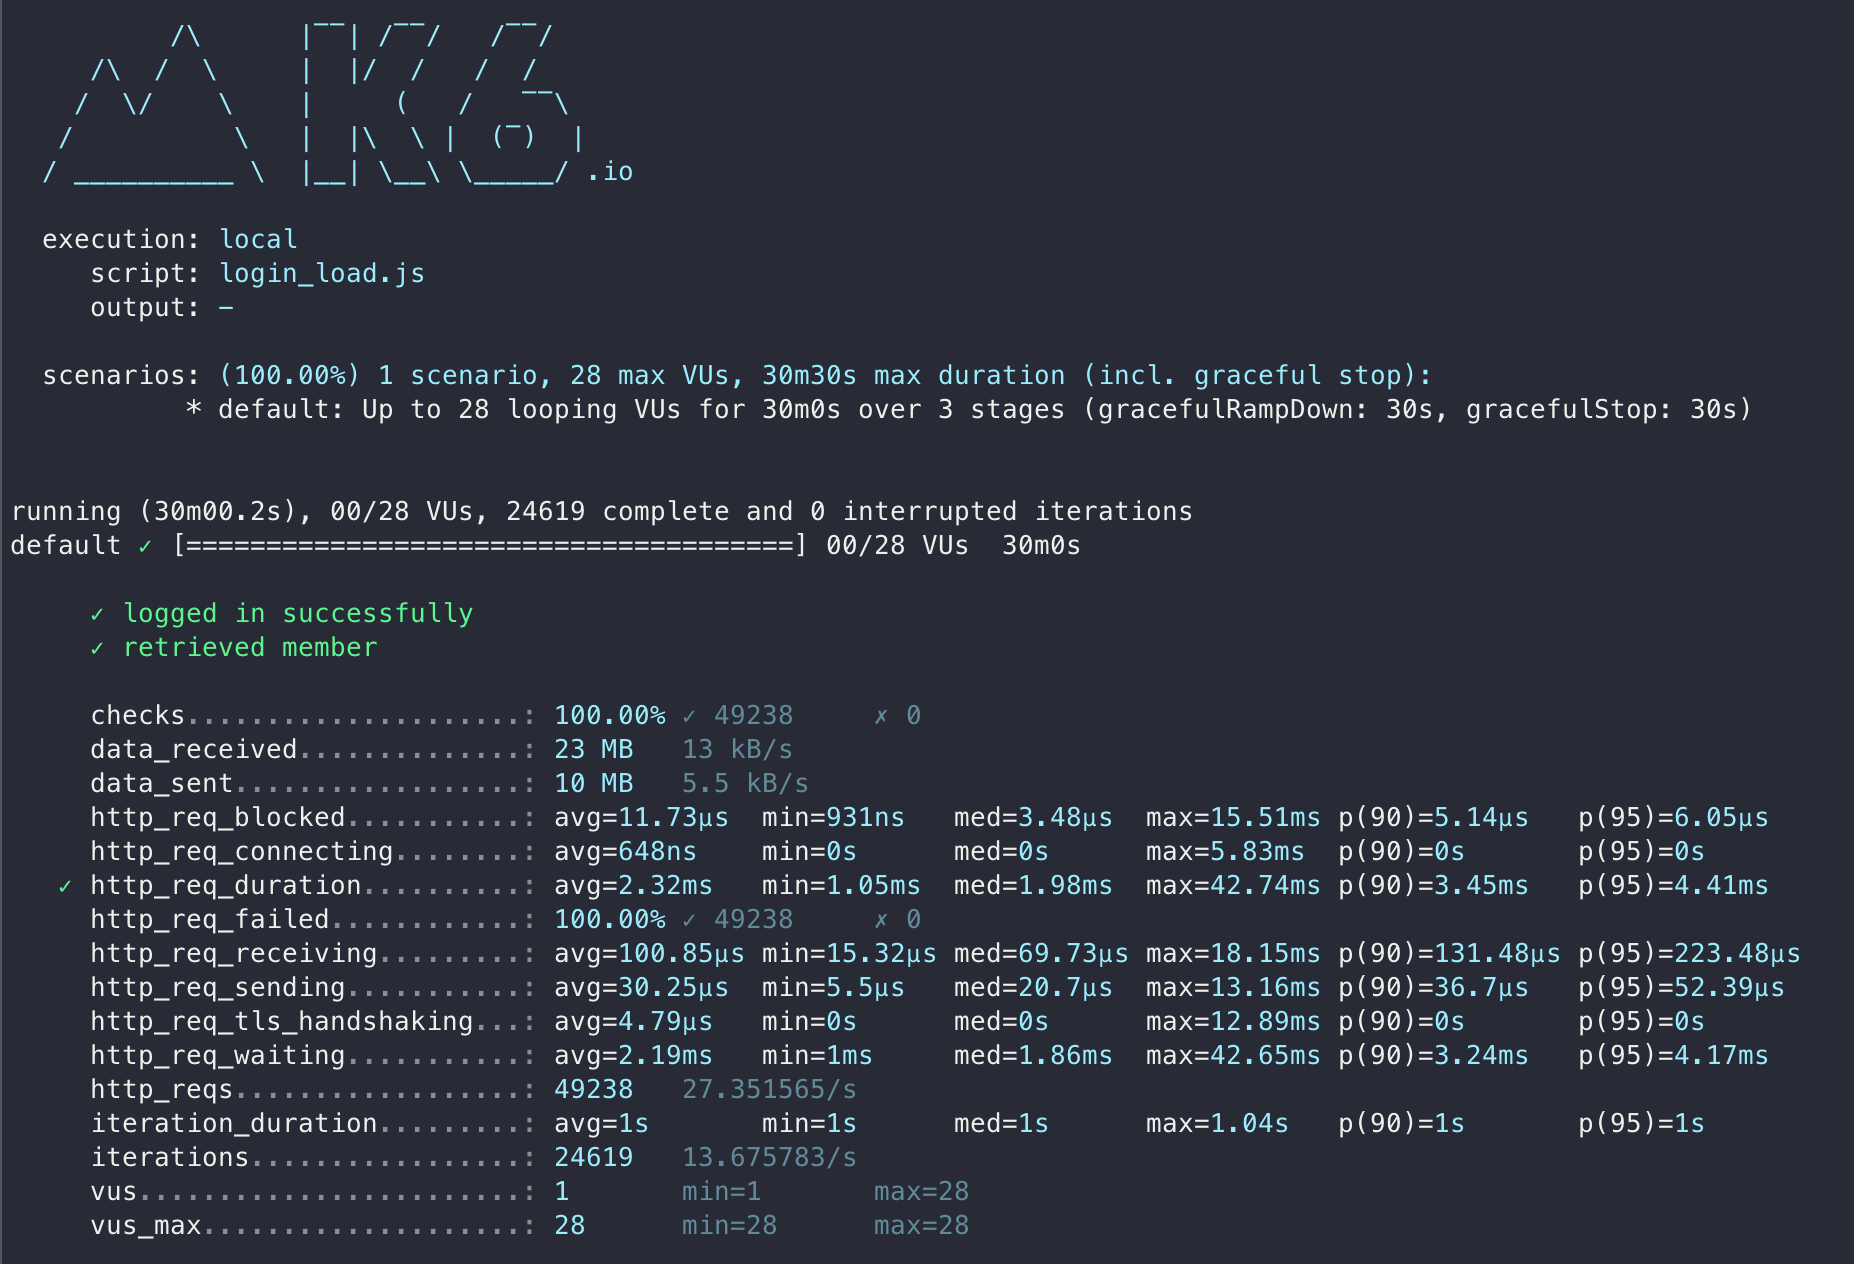 /\      |‾‾| /‾‾/   /‾‾/
    /\  /  \     |  |/  /   /  /
   /  \/    \    |     (   /   ‾‾\
  /          \   |  |\  \ |  (‾)  |
 / __________ \  |__| \__\ \_____/ .io
execution: local
script: login_load.js
output: -
scenarios: (100.00%) 1 scenario, 28 max VUs, 30m30s max duration (incl. graceful stop):
* default: Up to 28 looping VUs for 30m0s over 3 stages (gracefulRampDown: 30s, gracefulStop: 30s)
running (30m00.2s), 00/28 VUs, 24619 complete and 0 interrupted iterations
default ✓ [======================================] 00/28 VUs  30m0s
✓ logged in successfully
✓ retrieved member
checks.....................: 100.00% ✓ 49238     ✗ 0
data_received..............: 23 MB   13 kB/s
data_sent..................: 10 MB   5.5 kB/s
http_req_blocked...........: avg=11.73µs  min=931ns   med=3.48µs  max=15.51ms p(90)=5.14µs   p(95)=6.05µs
http_req_connecting........: avg=648ns    min=0s      med=0s      max=5.83ms  p(90)=0s       p(95)=0s
✓ http_req_duration..........: avg=2.32ms   min=1.05ms  med=1.98ms  max=42.74ms p(90)=3.45ms   p(95)=4.41ms
http_req_failed............: 100.00% ✓ 49238     ✗ 0
http_req_receiving.........: avg=100.85µs min=15.32µs med=69.73µs max=18.15ms p(90)=131.48µs p(95)=223.48µs
http_req_sending...........: avg=30.25µs  min=5.5µs   med=20.7µs  max=13.16ms p(90)=36.7µs   p(95)=52.39µs
http_req_tls_handshaking...: avg=4.79µs   min=0s      med=0s      max=12.89ms p(90)=0s       p(95)=0s
http_req_waiting...........: avg=2.19ms   min=1ms     med=1.86ms  max=42.65ms p(90)=3.24ms   p(95)=4.17ms
http_reqs..................: 49238   27.351565/s
iteration_duration.........: avg=1s       min=1s      med=1s      max=1.04s   p(90)=1s       p(95)=1s
iterations.................: 24619   13.675783/s
vus........................: 1       min=1       max=28
vus_max....................: 28      min=28      max=28